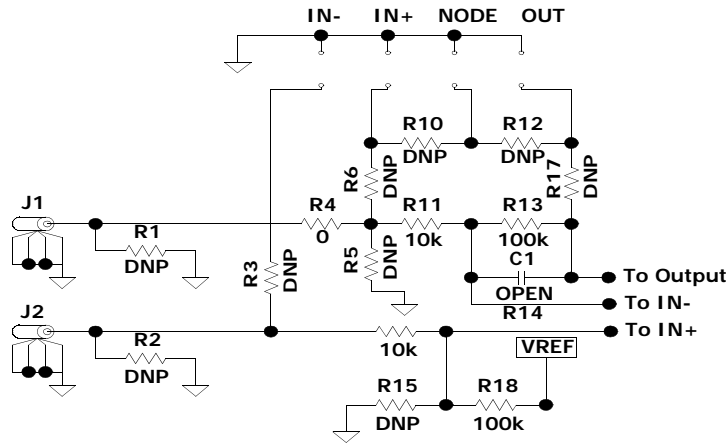 IN- IN+ NODE OUT
R10 R12
DNP DNP
R6 DNP R17 DNP
J1
R4 R11 R13
0 10k 100k
R1
DNP
R3 DNP R5 DNP
C1
OPEN
To Output
To IN-
R14
To IN+
J2
R2
DNP
10k
VREF
R15 R18
DNP 100k